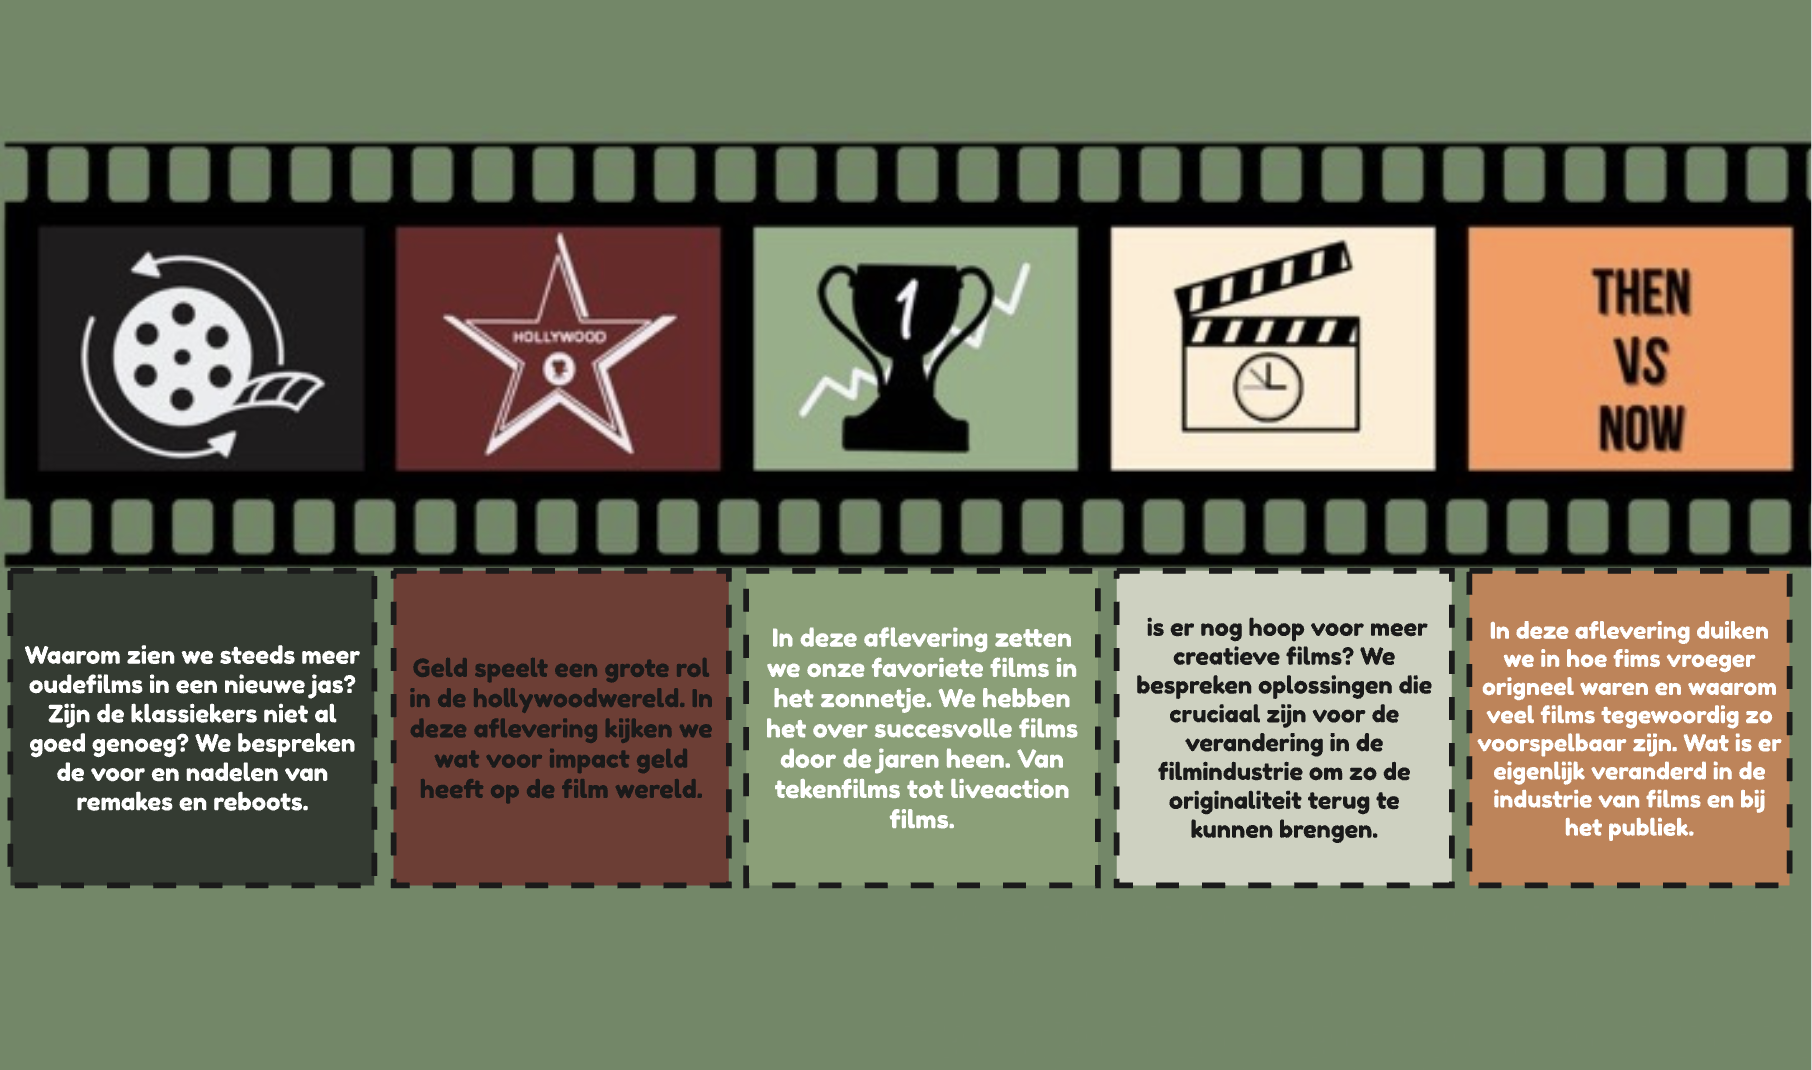 HOLLYWOOD
1
THEN
VS
NOW
Waarom zien we steeds meer
oudefilms in een nieuwe jas?
Zijn de klassiekers niet al
goed genoeg? We bespreken
de voor en nadelen van
remakes en reboots.
Geld speelt een grote rol
in de hollywoodwereld. In
deze aflevering kijken we
wat voor impact geld
heeft op de film wereld.
In deze aflevering zetten
we onze favoriete films in
het zonnetje. We hebben
het over succesvolle films
door de jaren heen. Van
tekenfilms tot liveaction
films.
is er nog hoop voor meer
creatieve films? We
bespreken oplossingen die
cruciaal zijn voor de
verandering in de
filmindustrie om zo de
originaliteit terug te
kunnen brengen.
In deze aflevering duiken
we in hoe fims vroeger
origneel waren en waarom
veel films tegewoordig zo
voorspelbaar zijn. Wat is er
eigenlijk veranderd in de
industrie van films en bij
het publiek.